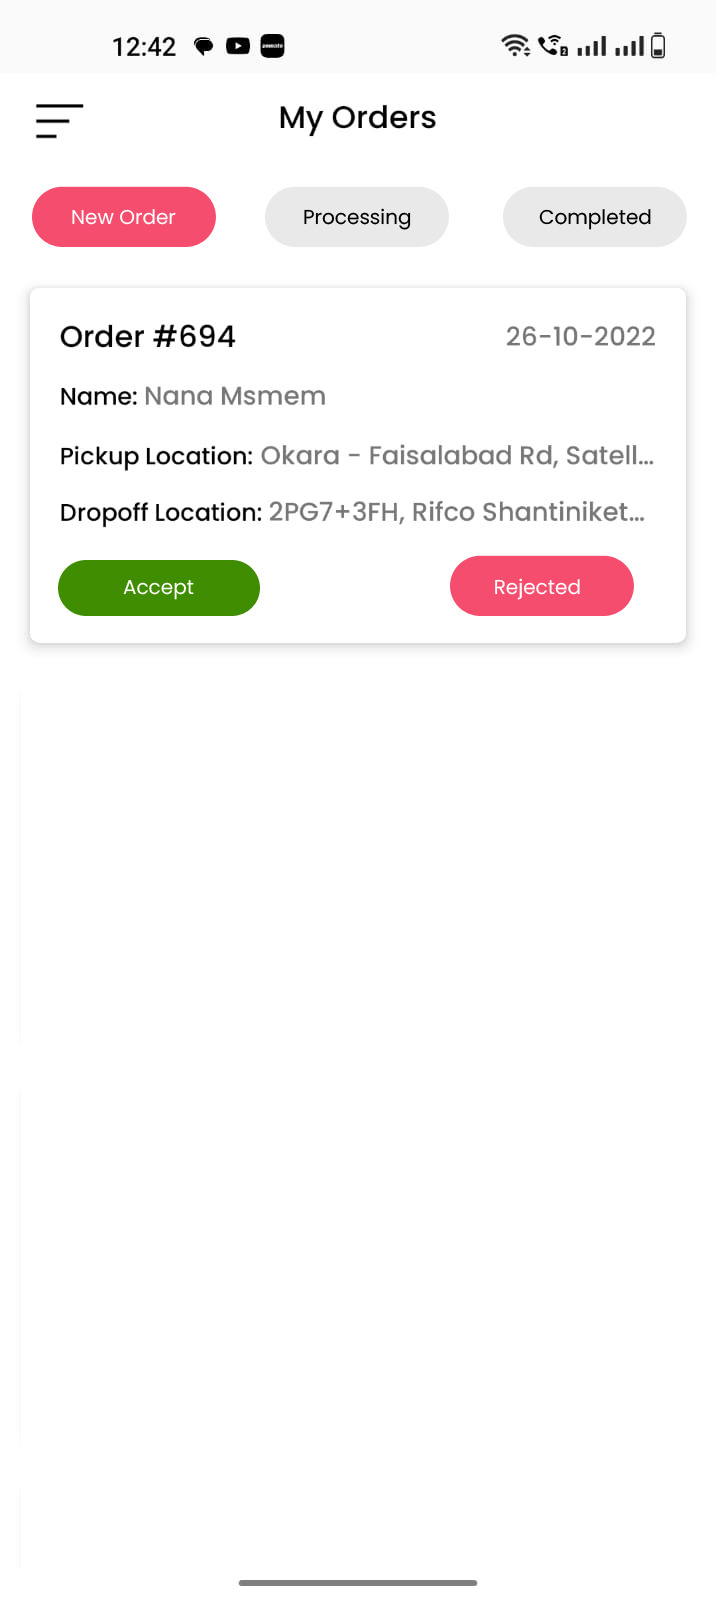 12:42
My Orders
New Order Processing Completed
Order #694 26-10-2022
Name: Nana Msmem
Pickup Location: Okara - Faisalabad Rd, Satell...
Dropoff Location: 2PG7+3FH, Rifco Shantiniket...
Accept Rejected